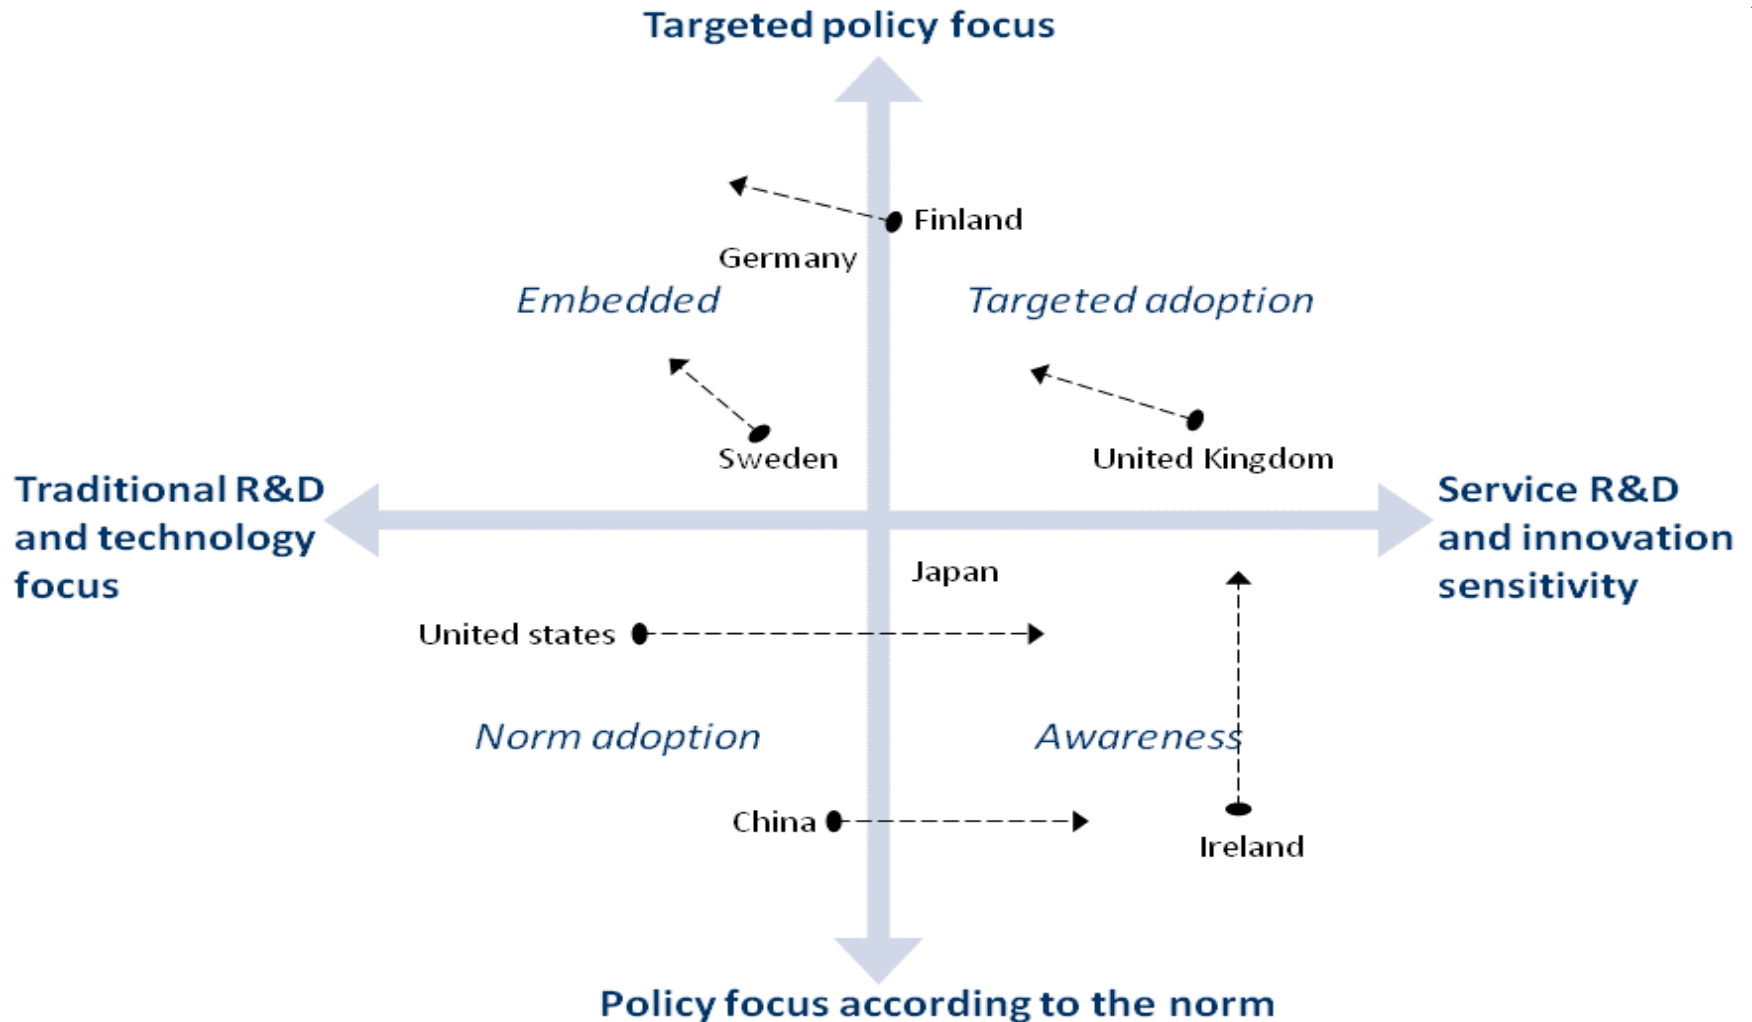 Targeted policy focus
Finland
Germany
Embedded
Targeted adoption
Sweden
United Kingdom
Traditional R&D
and technology
focus
Service R&D
and innovation
sensitivity
Japan
United states
Norm adoption
Awareness
China
Ireland
Policy focus according to the norm